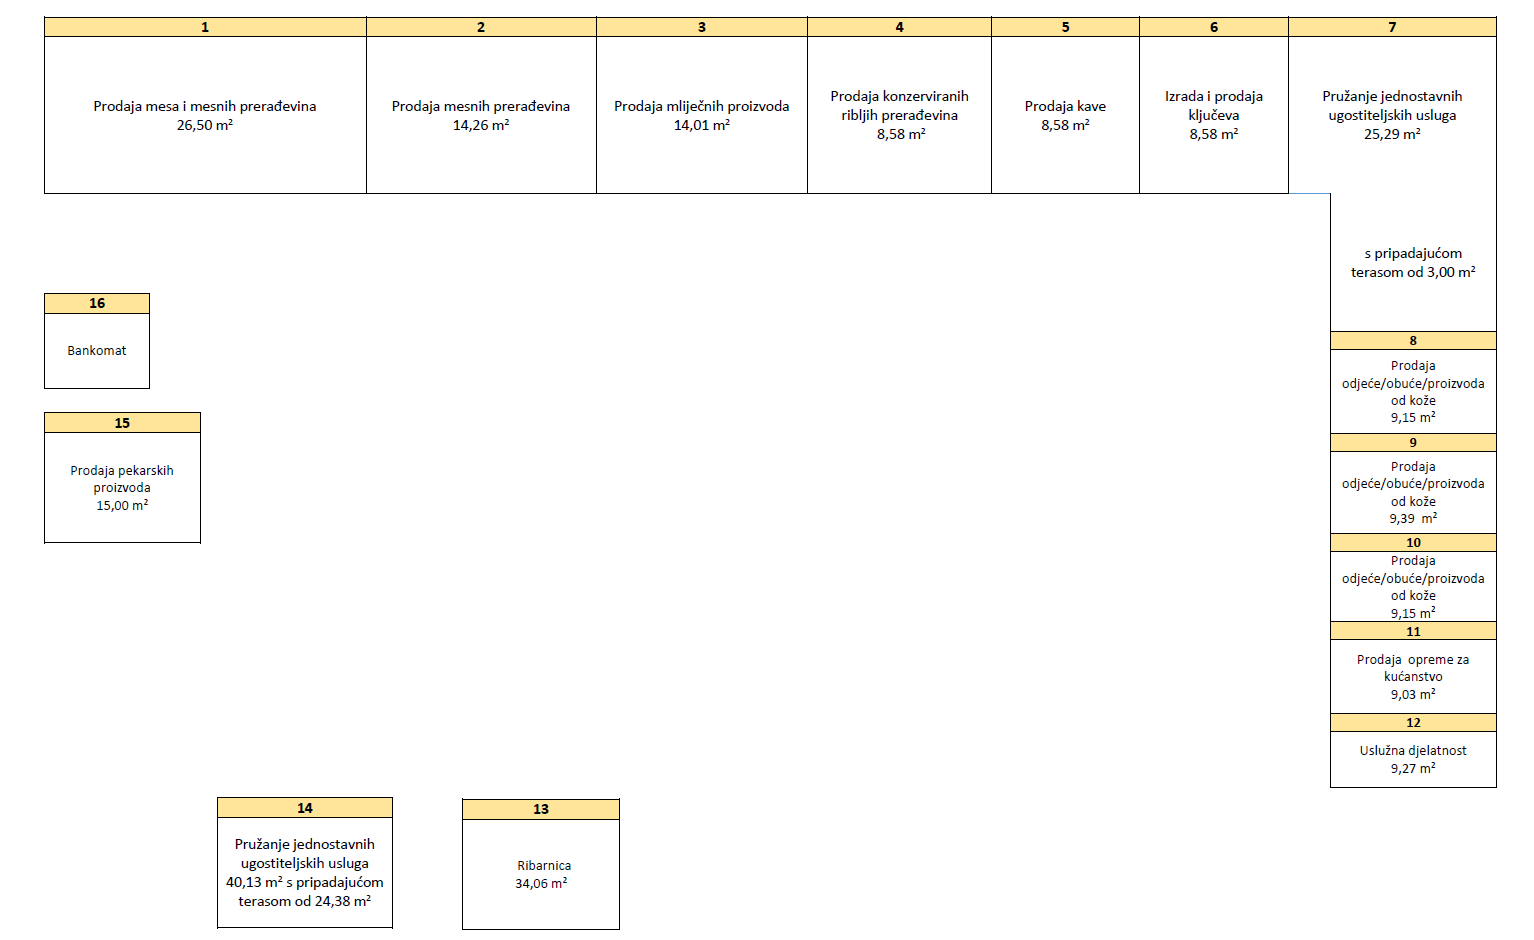 1
Prodaja mesa i mesnih prerađevina
26,50 m²
2
Prodaja mesnih prerađevina
14,26 m²
3
Prodaja mliječnih proizvoda
14,01 m²
4
Prodaja konzerviranih
ribljih prerađevina
8,58 m²
5
Prodaja kave
8,58 m²
6
Izrada i prodaja
ključeva
8,58 m²
7
Pružanje jednostavnih
ugostiteljskih usluga
25,29 m²
s pripadajućom
terasom od 3,00 m²
8
Prodaja
odjeće/obuće/proizvoda
od kože
9,15 m²
9
Prodaja
odjeće/obuće/proizvoda
od kože
9,39  m²
10
Prodaja
odjeće/obuće/proizvoda
od kože
9,15 m²
11
Prodaja  opreme za
kućanstvo
9,03 m²
12
Uslužna djelatnost
9,27 m²
13
Ribarnica
34,06 m²
14
Pružanje jednostavnih
ugostiteljskih usluga
40,13 m² s pripadajućom
terasom od 24,38 m²
15
Prodaja pekarskih
proizvoda
15,00 m²
16
Bankomat